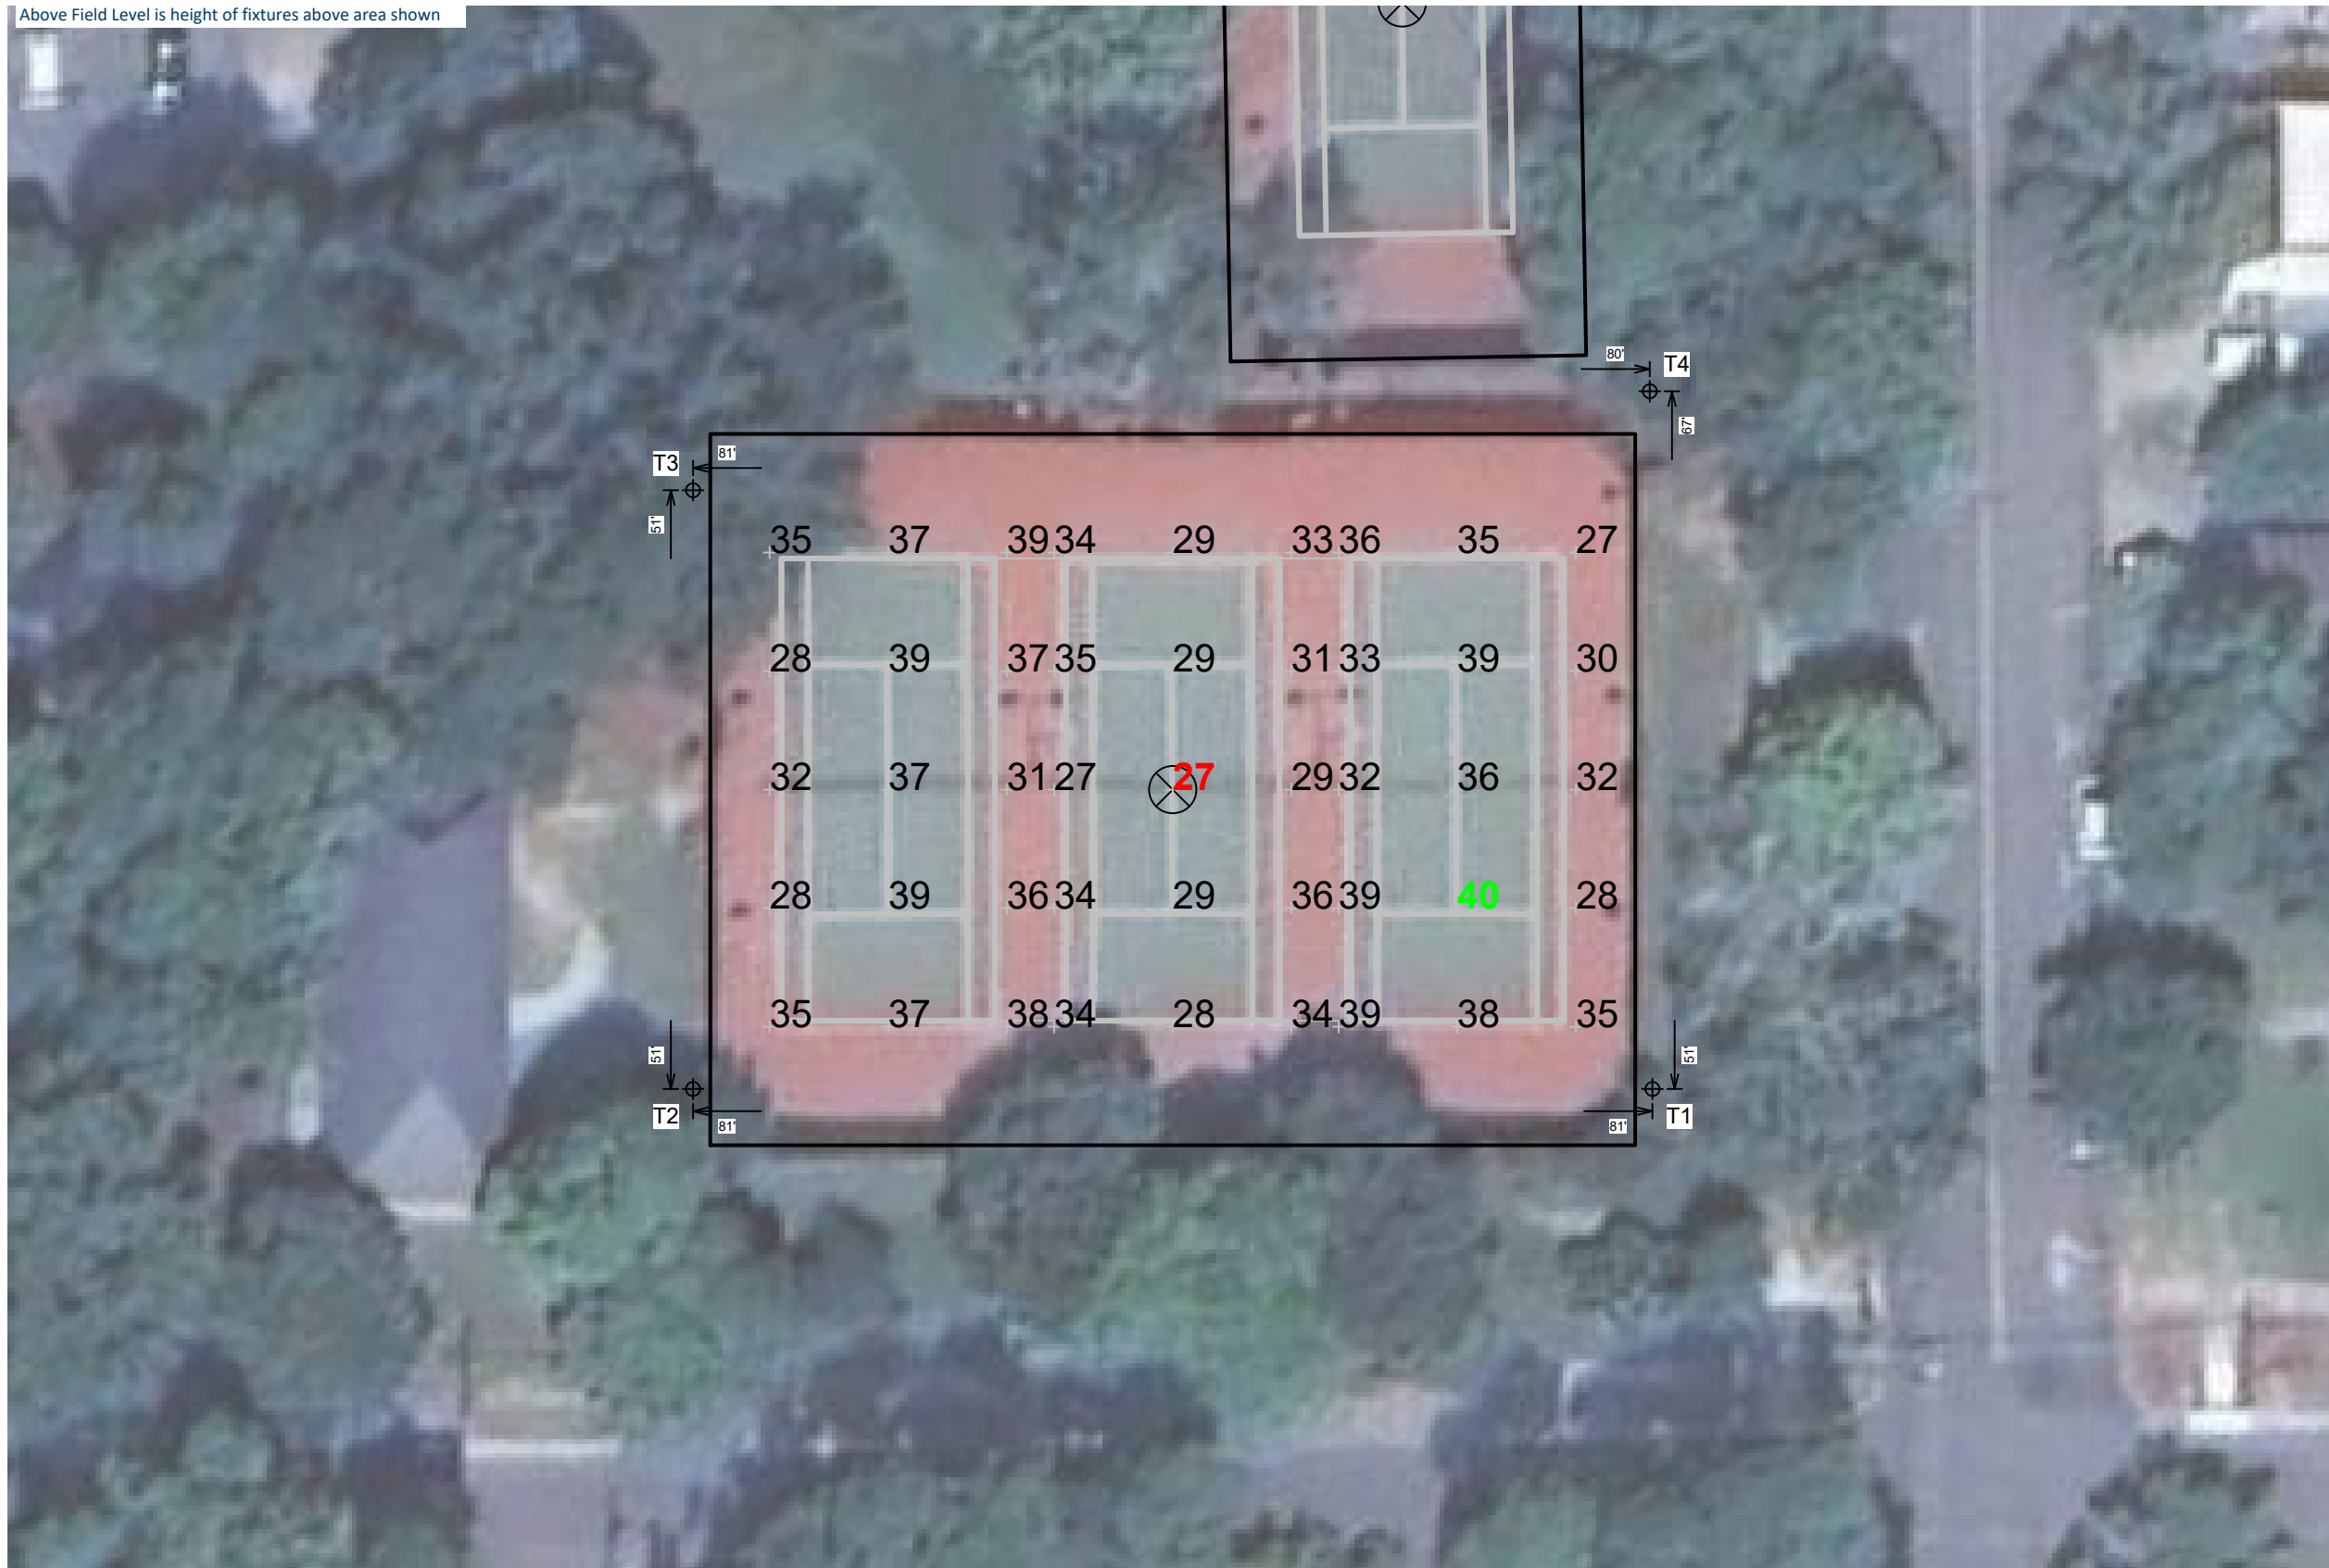 Above Field Level is height of fixtures above area shown
80' T4
67'
T3 81'
51'
35 37 39 34 29 33 36 35 27
28 39 37 35 29 31 33 39 30
32 37 31 27 27 29 32 36 32
28 39 36 34 29 36 39 40 28
35 37 38 34 28 34 39 38 35
51' 51'
T2 81' 81' T1